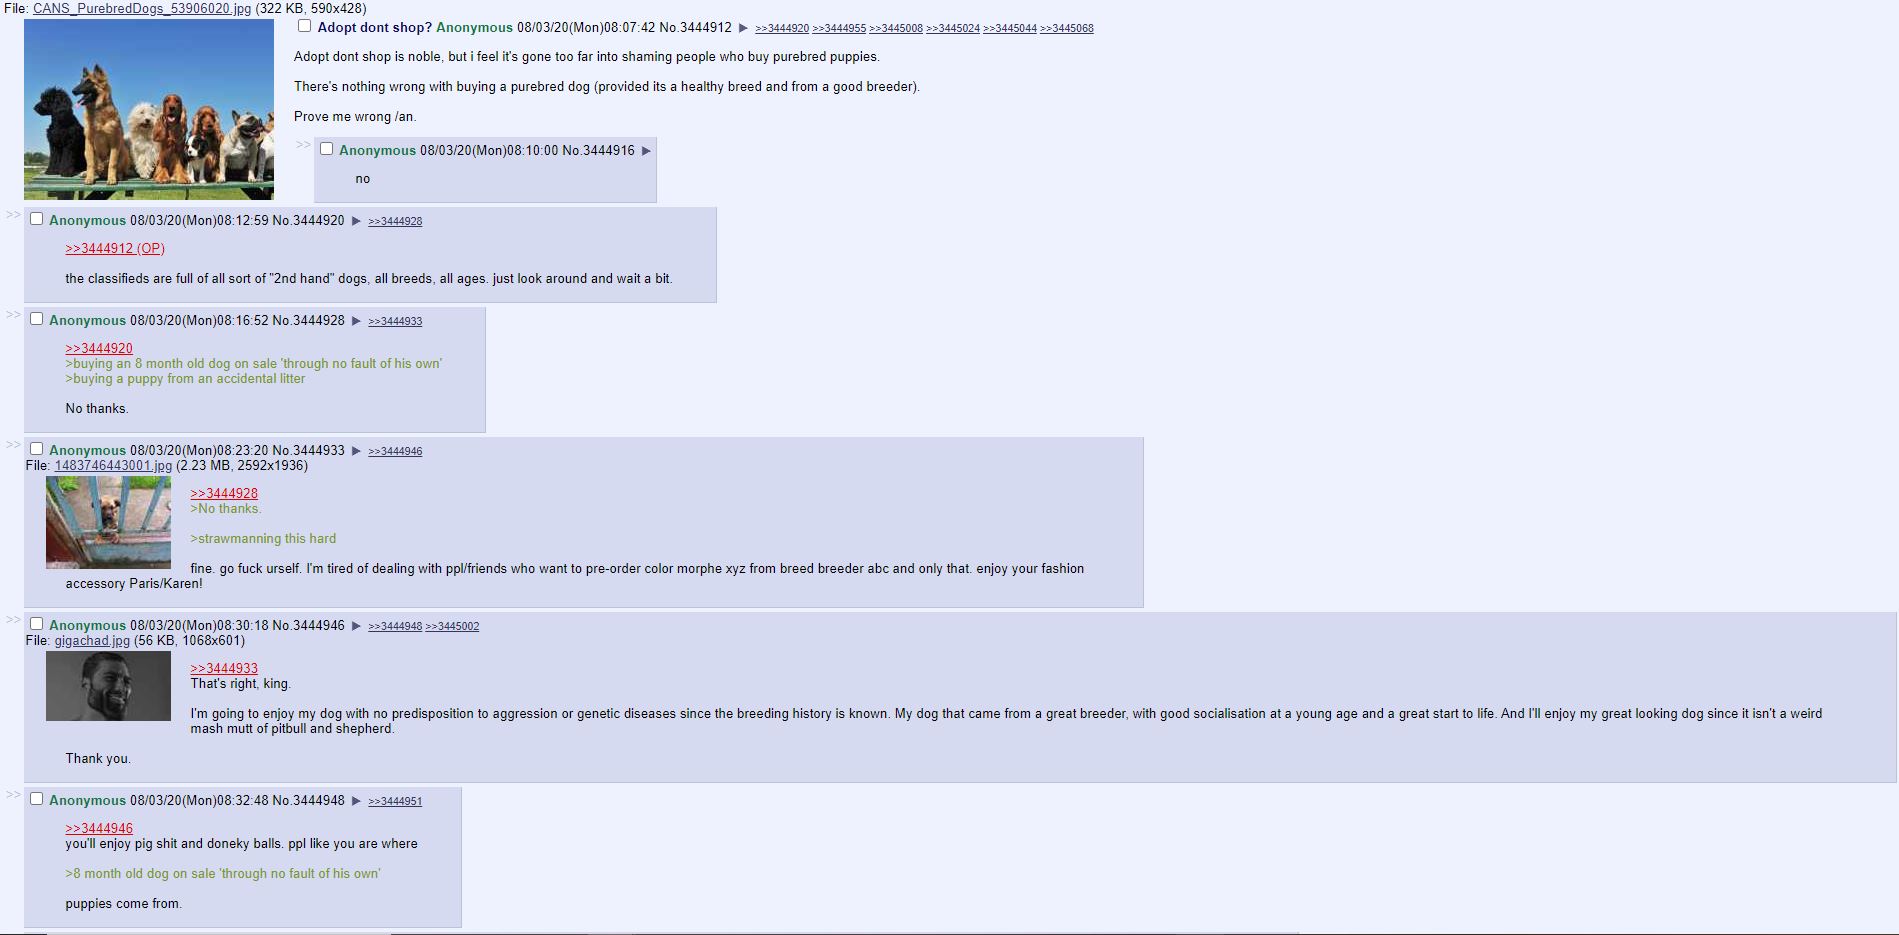 File: CANS_PurebredDogs_53906020.jpg (322 KB, 590x428)
Adopt dont shop? Anonymous 08/03/20(Mon)08:07:42 No.3444912 ▶ >>3444920 >>3444955 >>3445008 >>3445024 >>3445044 >>3445068
Adopt dont shop is noble, but i feel it's gone too far into shaming people who buy purebred puppies.
There's nothing wrong with buying a purebred dog (provided its a healthy breed and from a good breeder).
Prove me wrong /an.
>> Anonymous 08/03/20(Mon)08:10:00 No.3444916 ▶
no
>> Anonymous 08/03/20(Mon)08:12:59 No.3444920 ▶ >>3444928
>>3444912 (OP)
the classifieds are full of all sort of "2nd hand" dogs, all breeds, all ages. just look around and wait a bit.
>> Anonymous 08/03/20(Mon)08:16:52 No.3444928 ▶ >>3444933
>>3444920
>buying an 8 month old dog on sale 'through no fault of his own'
>buying a puppy from an accidental litter
No thanks.
>> Anonymous 08/03/20(Mon)08:23:20 No.3444933 ▶ >>3444946
File: 1483746443001.jpg (2.23 MB, 2592x1936)
>>3444928
>No thanks.
>strawmanning this hard
fine. go fuck urself. I'm tired of dealing with ppl/friends who want to pre-order color morphe xyz from breed breeder abc and only that. enjoy your fashion
accessory Paris/Karen!
>> Anonymous 08/03/20(Mon)08:30:18 No.3444946 ▶ >>3444948 >>3445002
File: gigachad.jpg (56 KB, 1068x601)
>>3444933
That's right, king.
I'm going to enjoy my dog with no predisposition to aggression or genetic diseases since the breeding history is known. My dog that came from a great breeder, with good socialisation at a young age and a great start to life. And I'll enjoy my great looking dog since it isn't a weird
mash mutt of pitbull and shepherd.
Thank you.
>> Anonymous 08/03/20(Mon)08:32:48 No.3444948 ▶ >>3444951
>>3444946
you'll enjoy pig shit and doneky balls. ppl like you are where
>8 month old dog on sale 'through no fault of his own'
puppies come from.